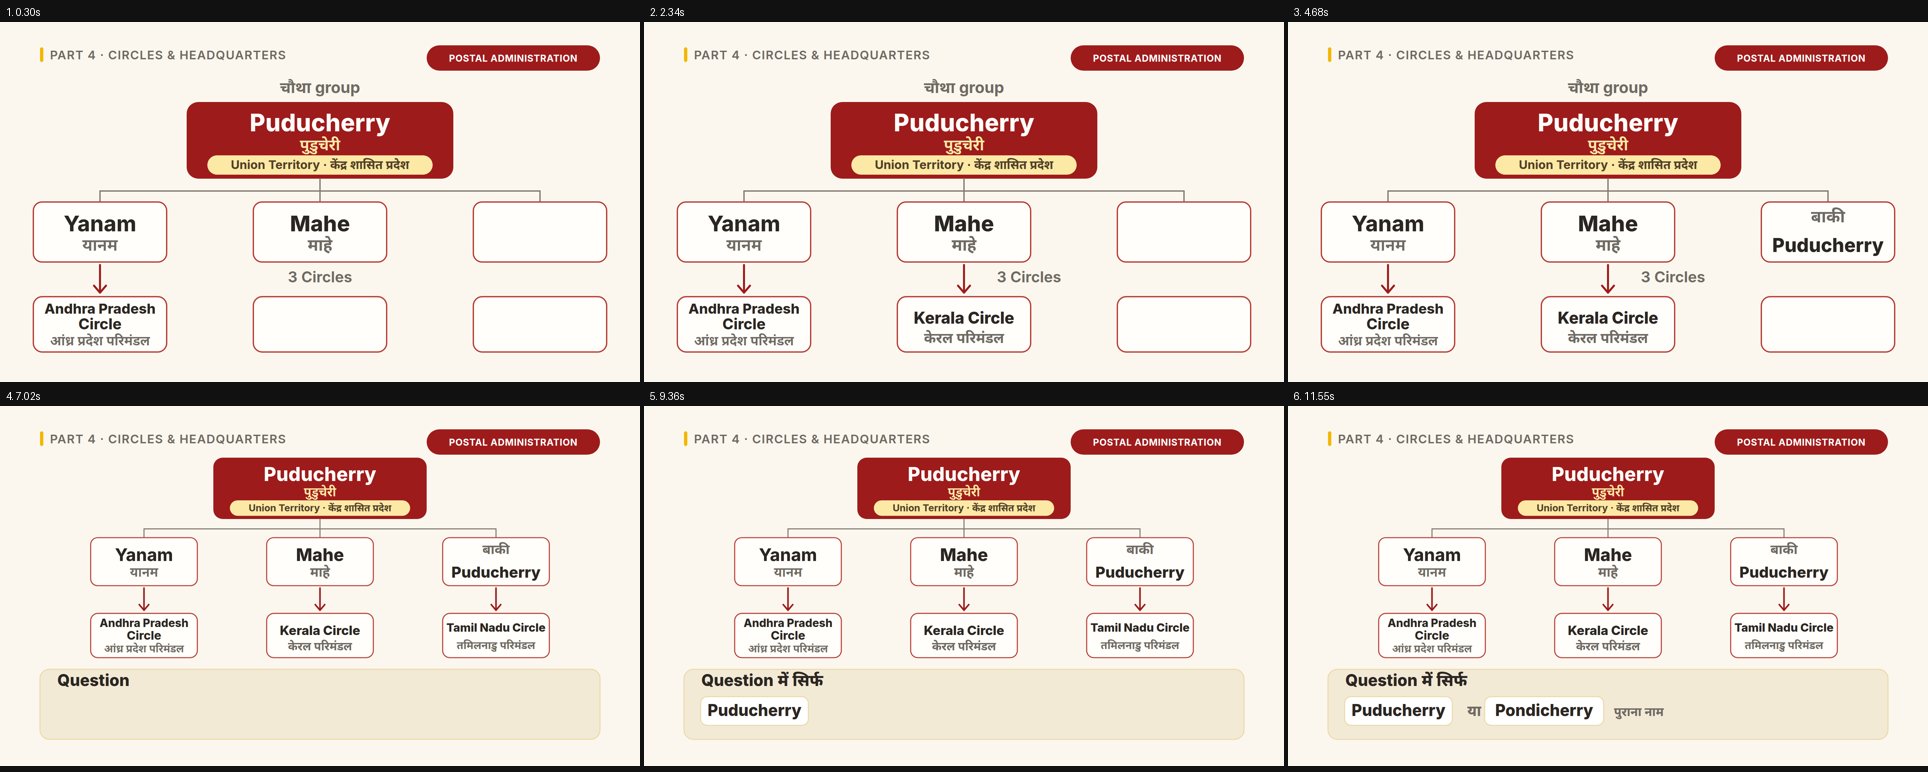 1. 0.30s
PART 4 · CIRCLES & HEADQUARTERS
POSTAL ADMINISTRATION
चौथा group
Puducherry
पुडुचेरी
Union Territory · केंद्र शासित प्रदेश
Yanam
यानम
Mahe
माहे
3 Circles
Andhra Pradesh
Circle
आंध्र प्रदेश परिमंडल
2. 2.34s
PART 4 · CIRCLES & HEADQUARTERS
POSTAL ADMINISTRATION
चौथा group
Puducherry
पुडुचेरी
Union Territory · केंद्र शासित प्रदेश
Yanam
यानम
Mahe
माहे
3 Circles
Andhra Pradesh
Circle
आंध्र प्रदेश परिमंडल
Kerala Circle
केरल परिमंडल
3. 4.68s
PART 4 · CIRCLES & HEADQUARTERS
POSTAL ADMINISTRATION
चौथा group
Puducherry
पुडुचेरी
Union Territory · केंद्र शासित प्रदेश
Yanam
यानम
Mahe
माहे
बाकी
Puducherry
3 Circles
Andhra Pradesh
Circle
आंध्र प्रदेश परिमंडल
Kerala Circle
केरल परिमंडल
4. 7.02s
PART 4 · CIRCLES & HEADQUARTERS
POSTAL ADMINISTRATION
Puducherry
पुडुचेरी
Union Territory · केंद्र शासित प्रदेश
Yanam
यानम
Mahe
माहे
बाकी
Puducherry
Andhra Pradesh
Circle
आंध्र प्रदेश परिमंडल
Kerala Circle
केरल परिमंडल
Tamil Nadu Circle
तमिलनाडु परिमंडल
Question
5. 9.36s
PART 4 · CIRCLES & HEADQUARTERS
POSTAL ADMINISTRATION
Puducherry
पुडुचेरी
Union Territory · केंद्र शासित प्रदेश
Yanam
यानम
Mahe
माहे
बाकी
Puducherry
Andhra Pradesh
Circle
आंध्र प्रदेश परिमंडल
Kerala Circle
केरल परिमंडल
Tamil Nadu Circle
तमिलनाडु परिमंडल
Question में सिर्फ
Puducherry
6. 11.55s
PART 4 · CIRCLES & HEADQUARTERS
POSTAL ADMINISTRATION
Puducherry
पुडुचेरी
Union Territory · केंद्र शासित प्रदेश
Yanam
यानम
Mahe
माहे
बाकी
Puducherry
Andhra Pradesh
Circle
आंध्र प्रदेश परिमंडल
Kerala Circle
केरल परिमंडल
Tamil Nadu Circle
तमिलनाडु परिमंडल
Question में सिर्फ
Puducherry या Pondicherry पुराना नाम